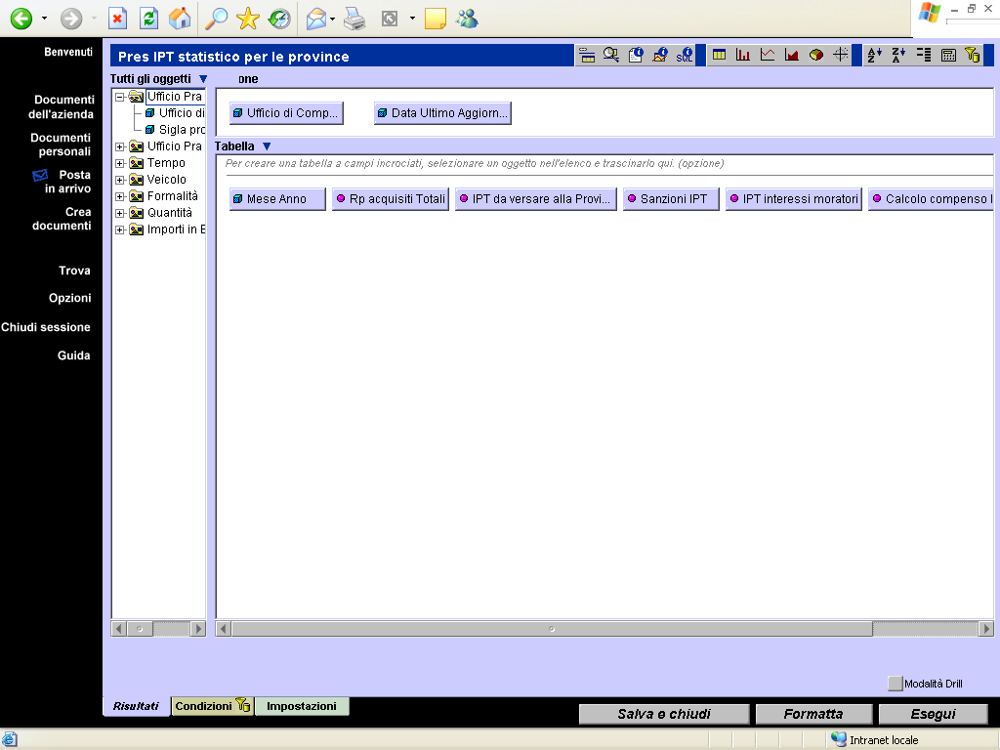 Benvenuti
Documenti
dell'azienda
Documenti
personali
Posta
in arrivo
Crea
documenti
Trova
Opzioni
Chiudi sessione
Guida
Pres IPT statistico per le province
SQL
Tutti gli oggetti
one
Ufficio Pra
Ufficio di
Sigla pro
Ufficio Pra
Tempo
Veicolo
Formalità
Quantità
Importi in E
Ufficio di Comp...
Data Ultimo Aggiorn...
Tabella
Per creare una tabella a campi incrociati, selezionare un oggetto nell'elenco e trascinarlo qui. (opzione)
Mese Anno
Rp acquisiti Totali
IPT da versare alla Provi...
Sanzioni IPT
IPT interessi moratori
Calcolo compenso I
Modalità Drill
Risultati
Condizioni
Impostazioni
Salva e chiudi
Formatta
Esegui
Intranet locale